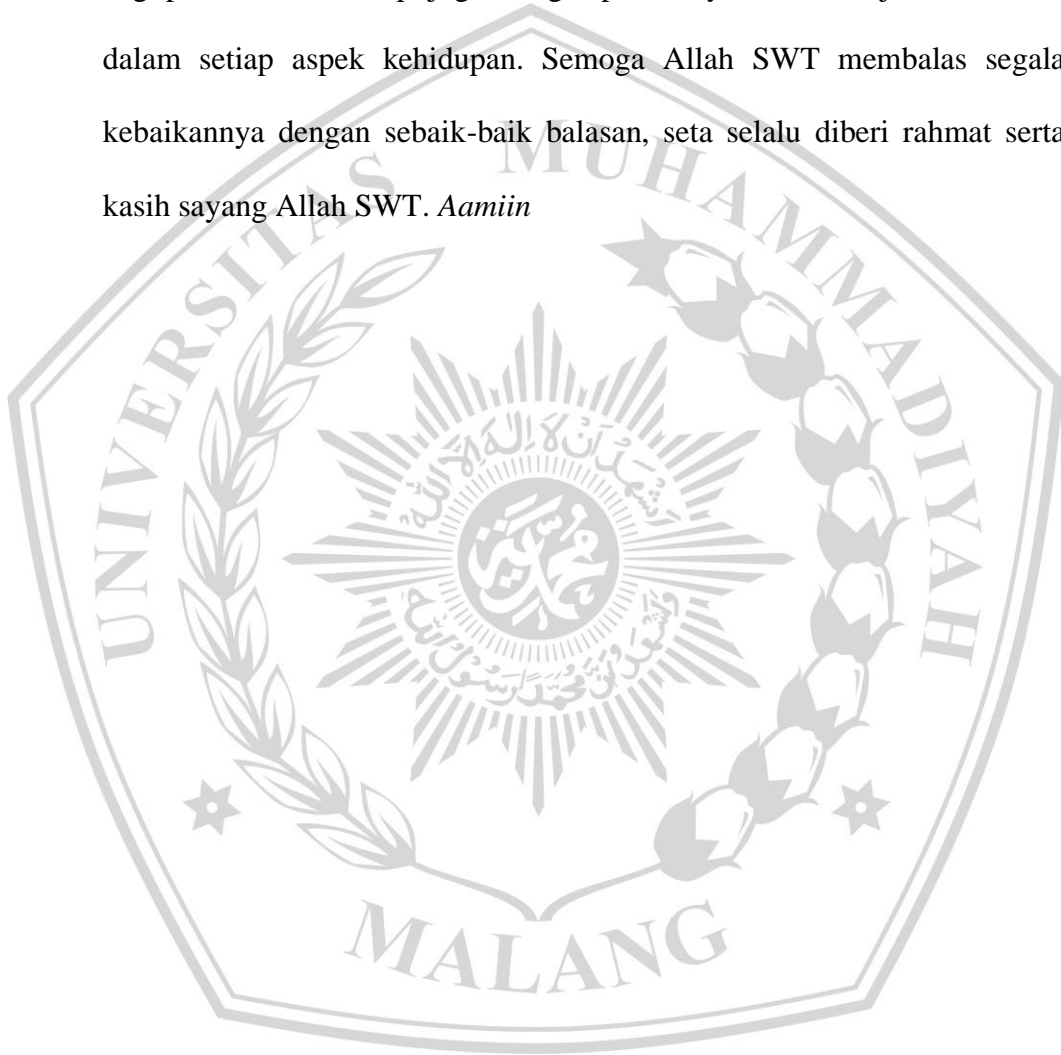 dalam setiap aspek kehidupan. Semoga Allah SWT membalas segala
kebaikannya dengan sebaik-baik balasan, seta selalu diberi rahmat serta
kasih sayang Allah SWT. Aamiin
UNIVERSITAS MUHAMMADIYAH
MALANG